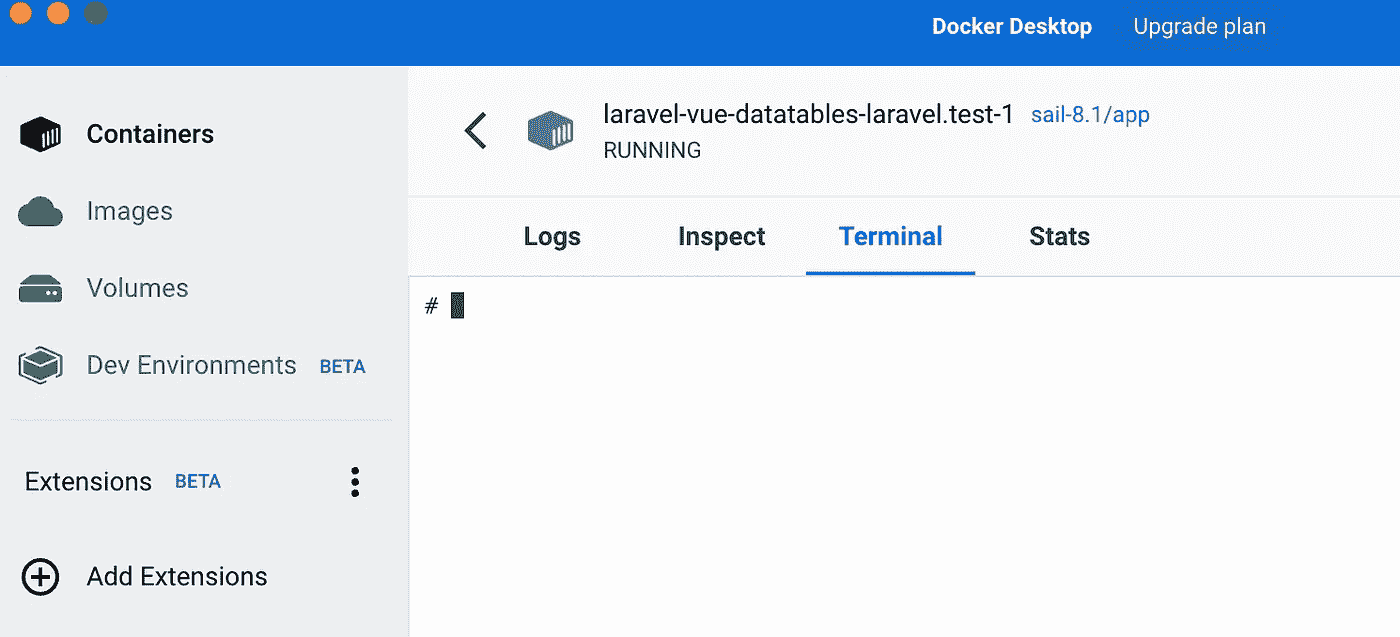 Docker Desktop Upgrade plan
Containers
Images
Volumes
Dev Environments BETA
Extensions BETA
Add Extensions
laravel-vue-datatables-laravel.test-1 sail-8.1/app
RUNNING
Logs Inspect Terminal Stats
#